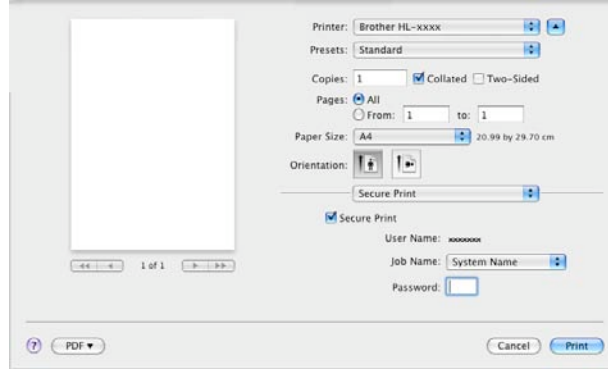 Printer: Brother HL-xxxx
Presets: Standard
Copies: 1 Collated Two-Sided
Pages: All
From: 1 to: 1
Paper Size: A4 20.99 by 29.70 cm
Orientation:
Secure Print
Secure Print
User Name: xxxxxxxx
Job Name: System Name
Password:
1 of 1
? PDF Cancel Print